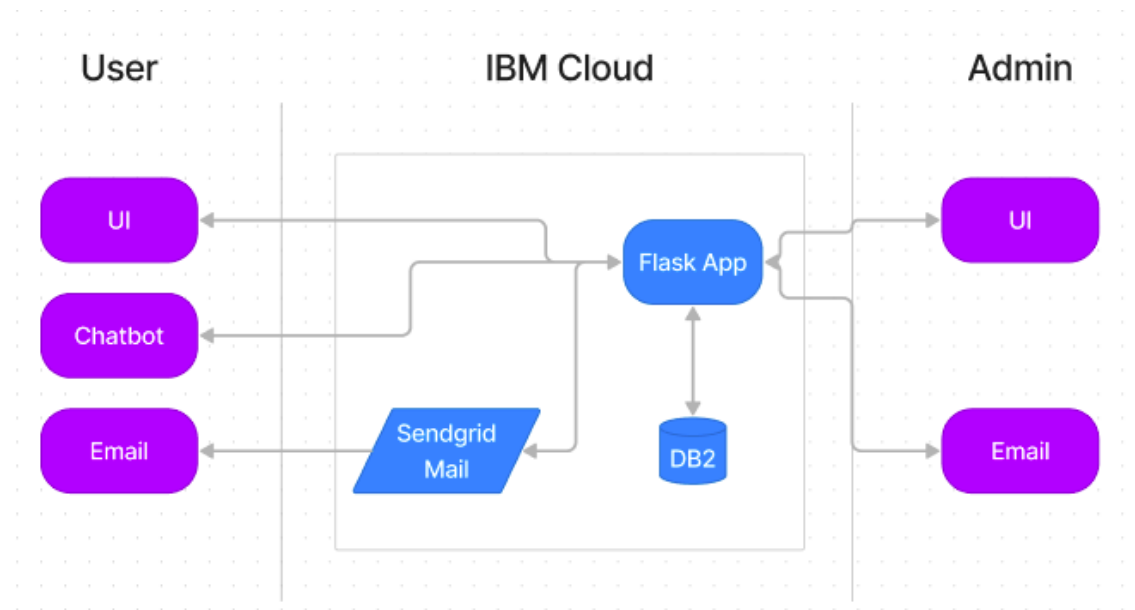 User
IBM Cloud
Admin
UI
Flask App
UI
Chatbot
Email
Sendgrid
Mail
DB2
Email